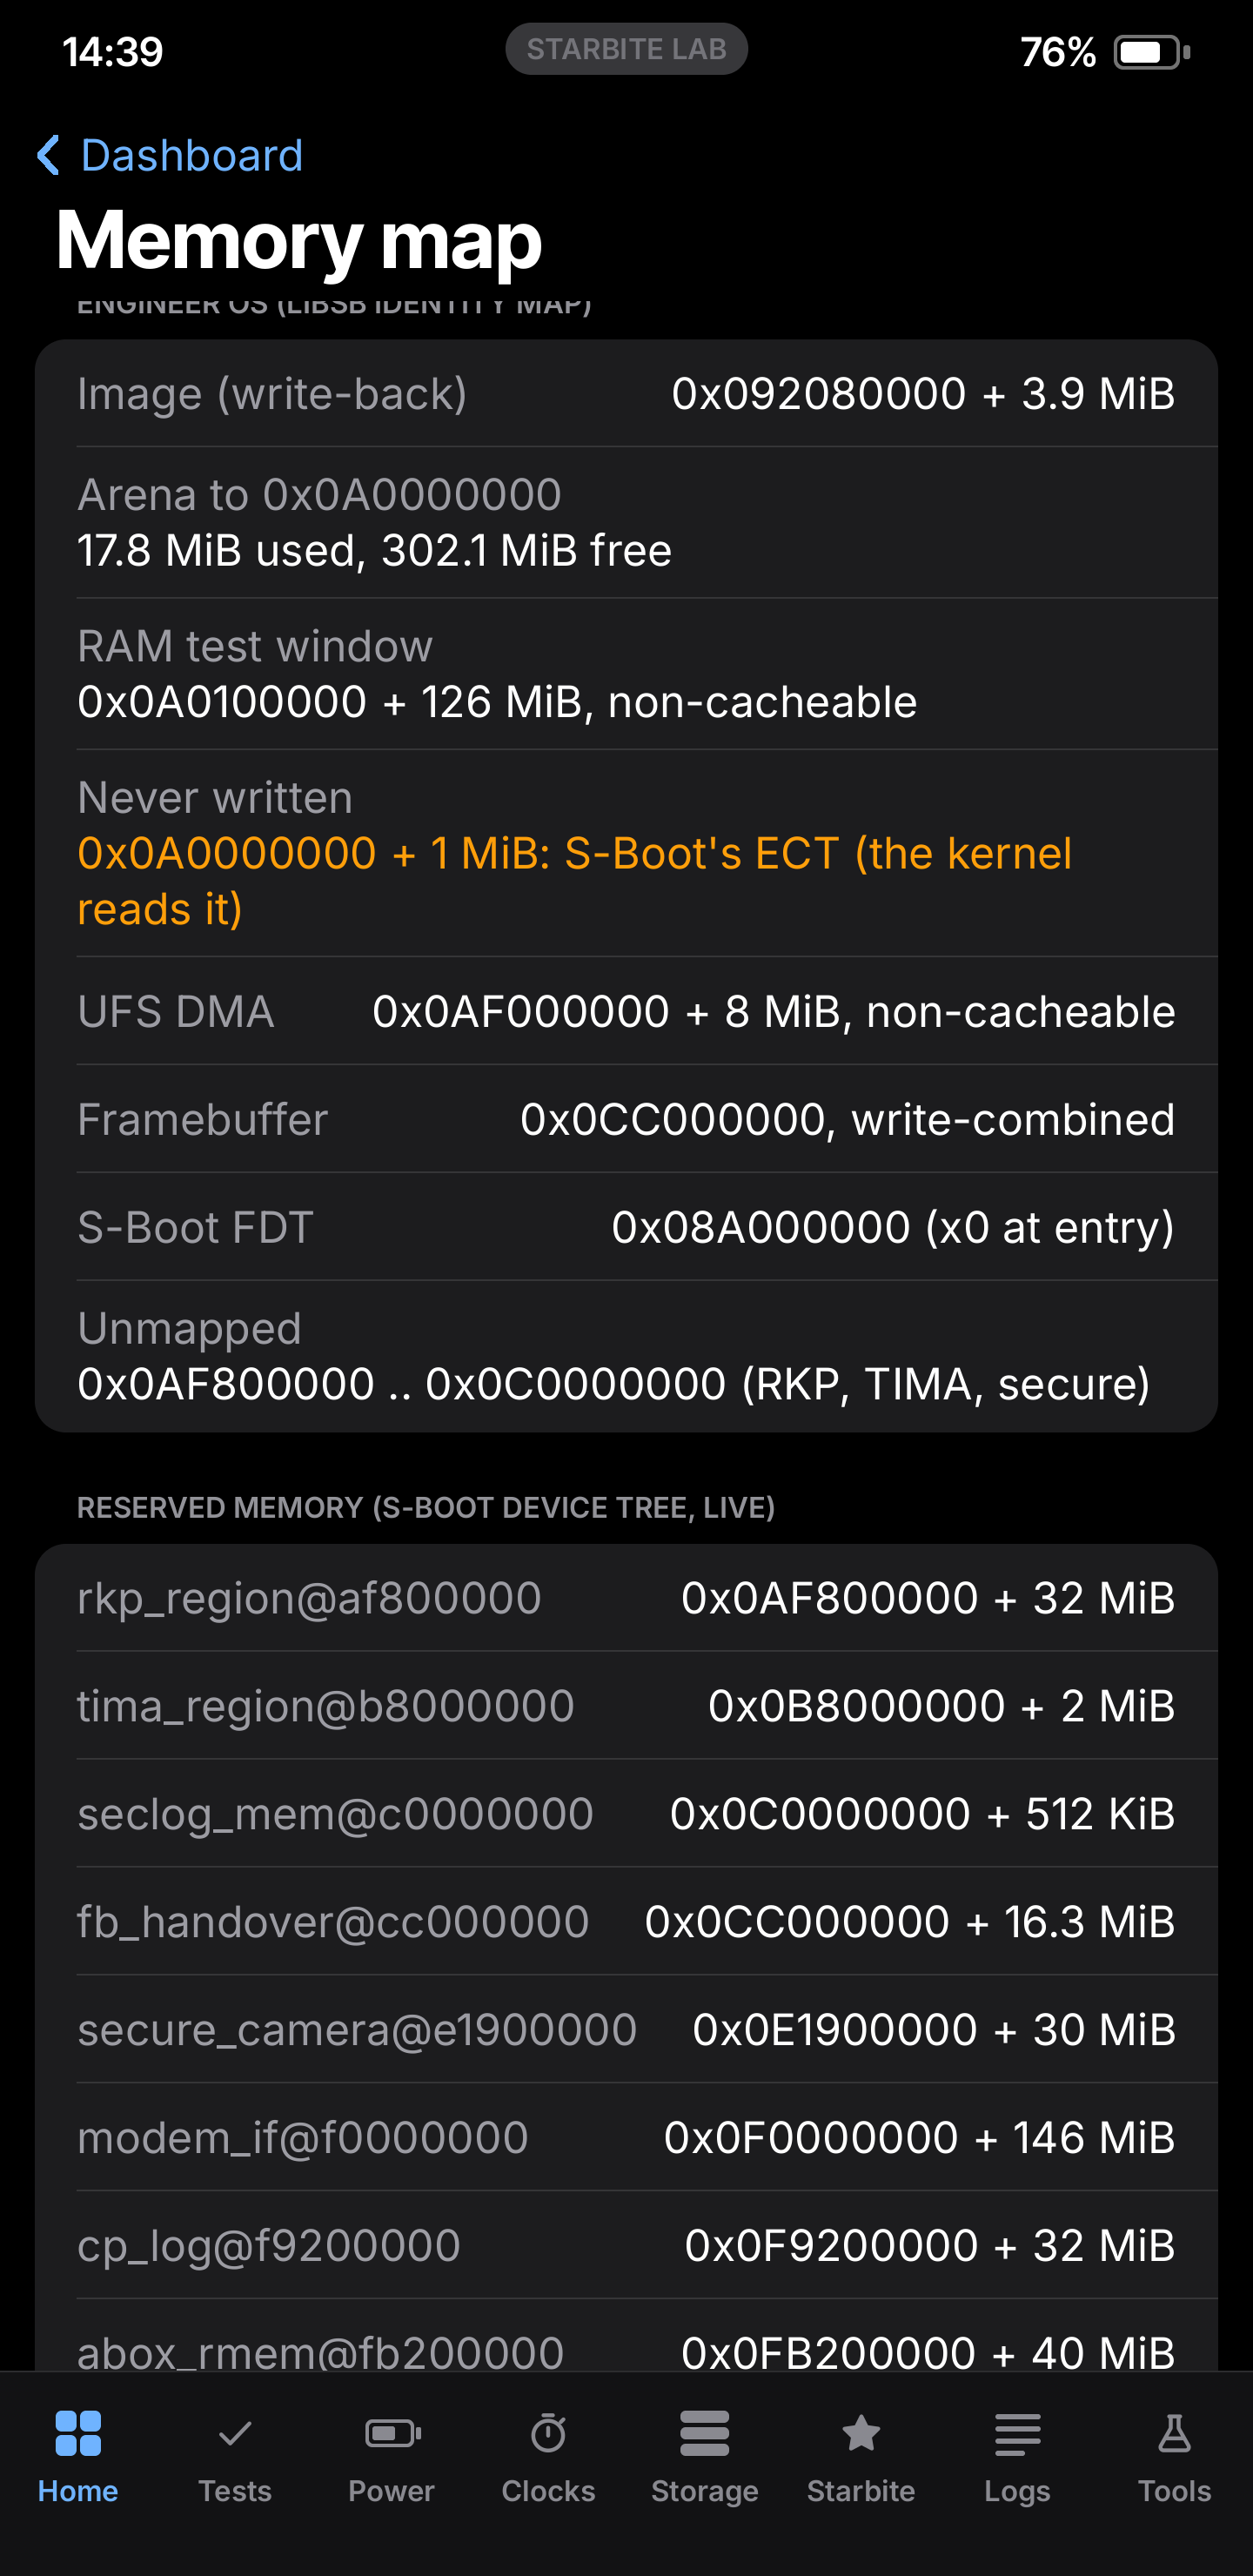 14:39
STARBITE LAB
76%
Dashboard
Memory map
ENGINEER OS (LIBSB IDENTITY MAP)
Image (write-back) 0x092080000 + 3.9 MiB
Arena to 0x0A0000000
17.8 MiB used, 302.1 MiB free
RAM test window
0x0A0100000 + 126 MiB, non-cacheable
Never written
0x0A0000000 + 1 MiB: S-Boot's ECT (the kernel
reads it)
UFS DMA 0x0AF000000 + 8 MiB, non-cacheable
Framebuffer 0x0CC000000, write-combined
S-Boot FDT 0x08A000000 (x0 at entry)
Unmapped
0x0AF800000 .. 0x0C0000000 (RKP, TIMA, secure)
RESERVED MEMORY (S-BOOT DEVICE TREE, LIVE)
rkp_region@af800000 0x0AF800000 + 32 MiB
tima_region@b8000000 0x0B8000000 + 2 MiB
seclog_mem@c0000000 0x0C0000000 + 512 KiB
fb_handover@cc000000 0x0CC000000 + 16.3 MiB
secure_camera@e1900000 0x0E1900000 + 30 MiB
modem_if@f0000000 0x0F0000000 + 146 MiB
cp_log@f9200000 0x0F9200000 + 32 MiB
abox_rmem@fb200000 0x0FB200000 + 40 MiB
Home Tests Power Clocks Storage Starbite Logs Tools